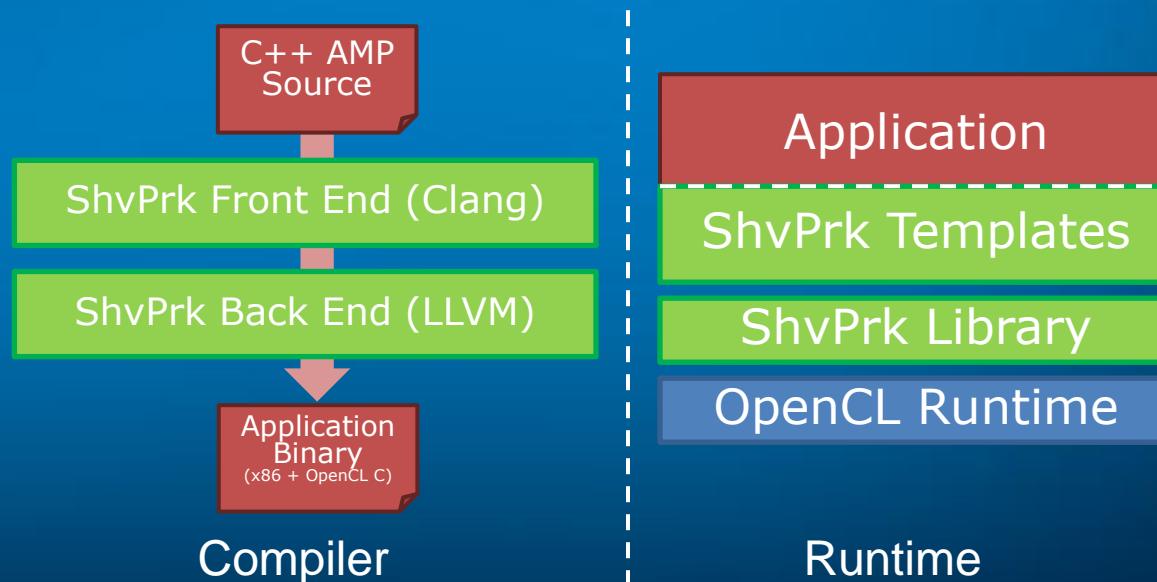 C++ AMP
Source
ShvPrk Front End (Clang)
ShvPrk Back End (LLVM)
Application
Binary
(x86 + OpenCL C)
Compiler
Application
ShvPrk Templates
ShvPrk Library
OpenCL Runtime
Runtime